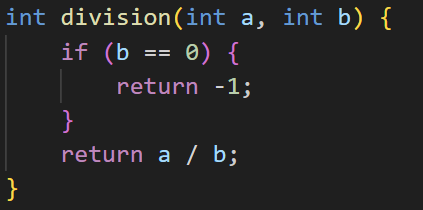 int division(int a, int b) {
    if (b == 0) {
        return -1;
    }
    return a / b;
}